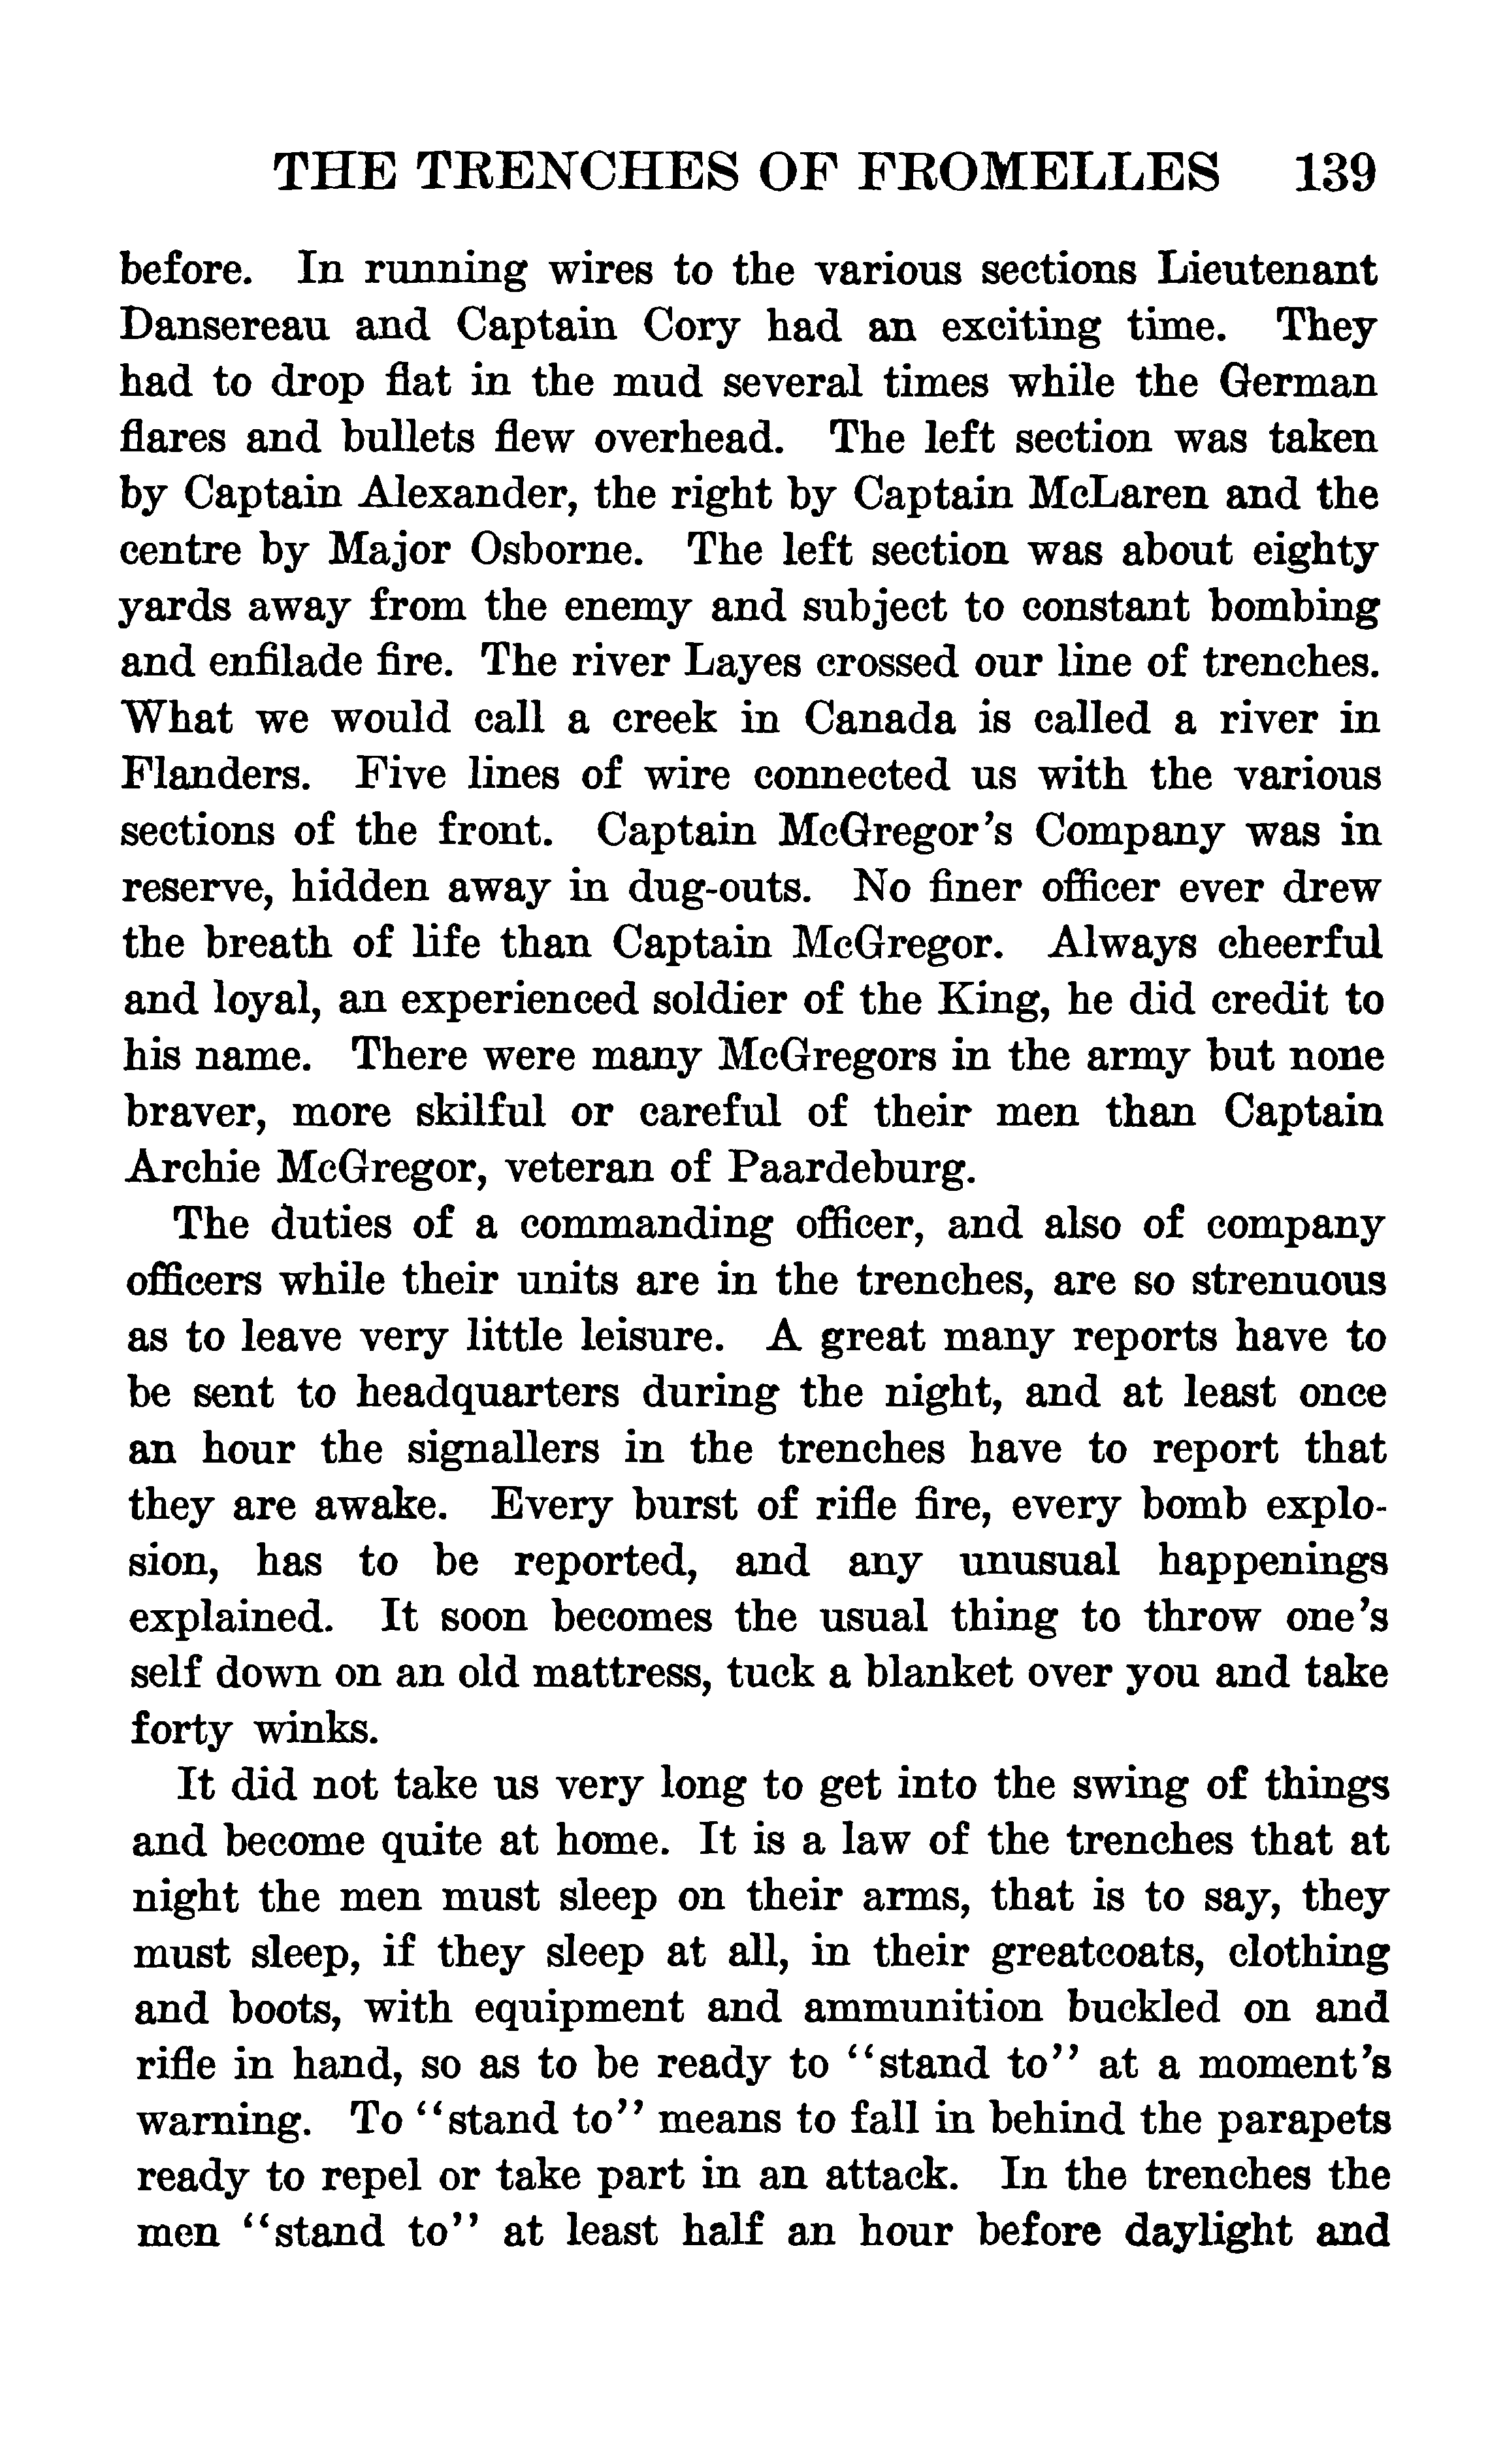 THE TRENCHES OF FROMELLES 139
before. In running wires to the various sections Lieutenant
Dansereau and Captain Cory had an exciting time. They
had to drop flat in the mud several times while the German
flares and bullets flew overhead. The left section was taken
by Captain Alexander, the right by Captain McLaren and the
centre by Major Osborne. The left section was about eighty
yards away from the enemy and subject to constant bombing
and enfilade fire. The river Layes crossed our line of trenches.
What we would call a creek in Canada is called a river in
Flanders. Five lines of wire connected us with the various
sections of the front. Captain McGregor's Company was in
reserve, hidden away in dug-outs. No finer officer ever drew
the breath of life than Captain McGregor. Always cheerful
and loyal, an experienced soldier of the King, he did credit to
his name. There were many McGregors in the army but none
braver, more skilful or careful of their men than Captain
Archie McGregor, veteran of Paardeburg.
The duties of a commanding officer, and also of company
officers while their units are in the trenches, are so strenuous
as to leave very little leisure. A great many reports have to
be sent to headquarters during the night, and at least once
an hour the signallers in the trenches have to report that
they are awake. Every burst of rifle fire, every bomb explo-
sion, has to be reported, and any unusual happenings
explained. It soon becomes the usual thing to throw one's
self down on an old mattress, tuck a blanket over you and take
forty winks.
It did not take us very long to get into the swing of things
and become quite at home. It is a law of the trenches that at
night the men must sleep on their arms, that is to say, they
must sleep, if they sleep at all, in their greatcoats, clothing
and boots, with equipment and ammunition buckled on and
rifle in hand, so as to be ready to "stand to" at a moment's
warning. To "stand to" means to fall in behind the parapets
ready to repel or take part in an attack. In the trenches the
men "stand to" at least half an hour before daylight and